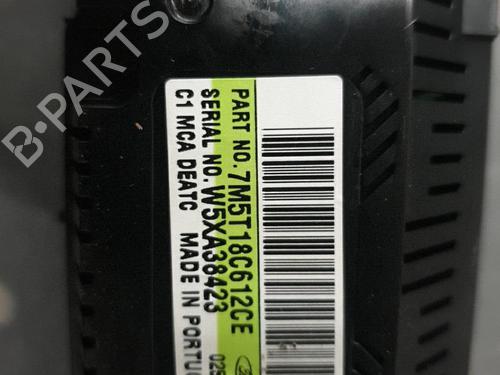 B-PARTS
PART NO. 7M5T18C612CE
SERIAL NO. W5XA38423
C1 MCA DEATC MADE IN PORTU